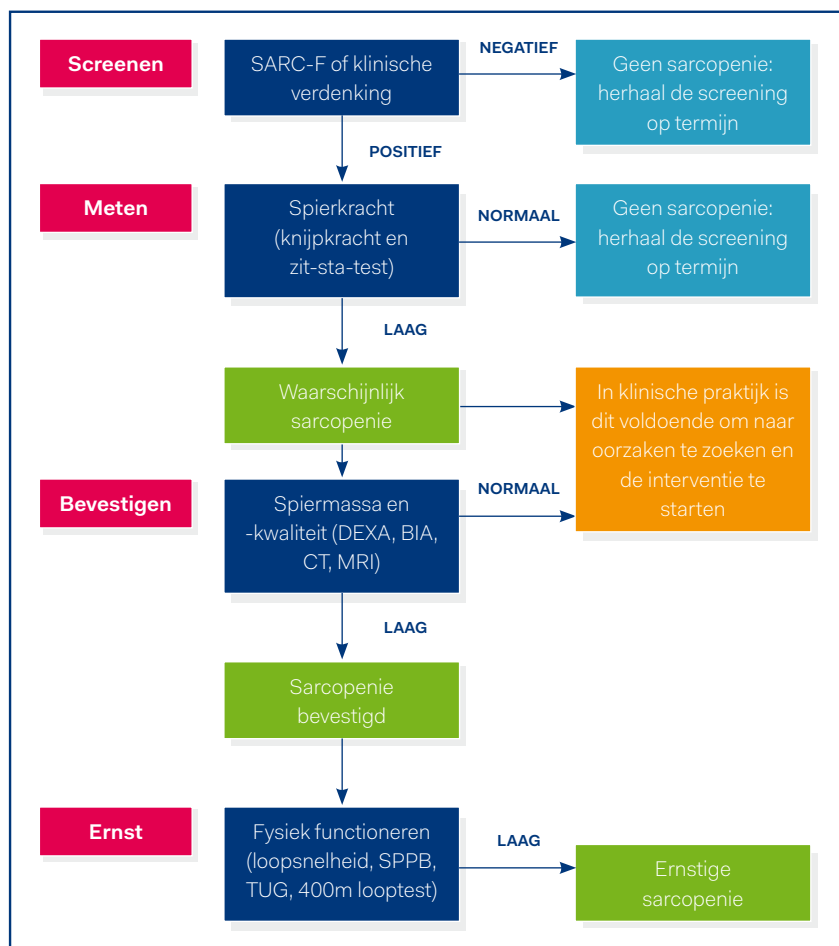 Screenen
SARC-F of klinische
verdenking
NEGATIEF
Geen sarcopenie:
herhaal de screening
op termijn
POSITIEF
Meten
Spierkracht
(knijpkracht en
zit-sta-test)
NORMAAL
Geen sarcopenie:
herhaal de screening
op termijn
LAAG
Waarschijnlijk
sarcopenie
In klinische praktijk is
dit voldoende om naar
oorzaken te zoeken en
de interventie te
starten
Bevestigen
Spiermassa en
-kwaliteit (DEXA, BIA,
CT, MRI)
NORMAAL
LAAG
Sarcopenie
bevestigd
Ernst
Fysiek functioneren
(loopsnelheid, SPPB,
TUG, 400m looptest)
LAAG
Ernstige
sarcopenie